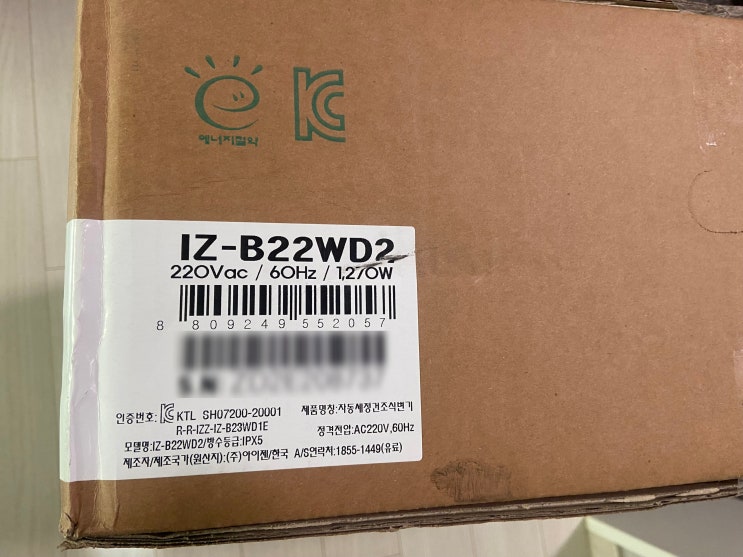 에너지절약
IZ-B22WD2
220Vac / 60Hz / 1,270W
8 809249 552057
S.N
인증번호: KTL SH07200-20001 제품명칭:자동세정건조식변기
R-R-IZZ-IZ-B23WD1E
모델명:IZ-B22WD2/방수등급:IPX5 정격전압:AC220V,60Hz
제조자/제조국가(원산지):(주)아이젠/한국 A/S연락처:1855-1449(유료)